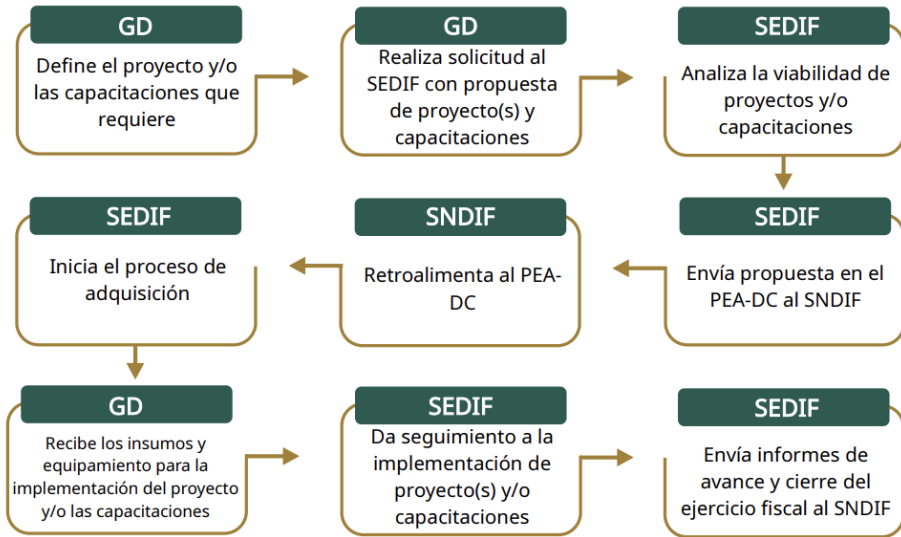 GD
Define el proyecto y/o
las capacitaciones que
requiere
GD
Realiza solicitud al
SEDIF con propuesta
de proyecto(s) y
capacitaciones
SEDIF
Analiza la viabilidad de
proyectos y/o
capacitaciones
SEDIF
Envía propuesta en el
PEA-DC al SNDIF
SNDIF
Retroalimenta al PEA-
DC
SEDIF
Inicia el proceso de
adquisición
GD
Recibe los insumos y
equipamiento para la
implementación del proyecto
y/o las capacitaciones
SEDIF
Da seguimiento a la
implementación de
proyecto(s) y/o
capacitaciones
SEDIF
Envía informes de
avance y cierre del
ejercicio fiscal al SNDIF